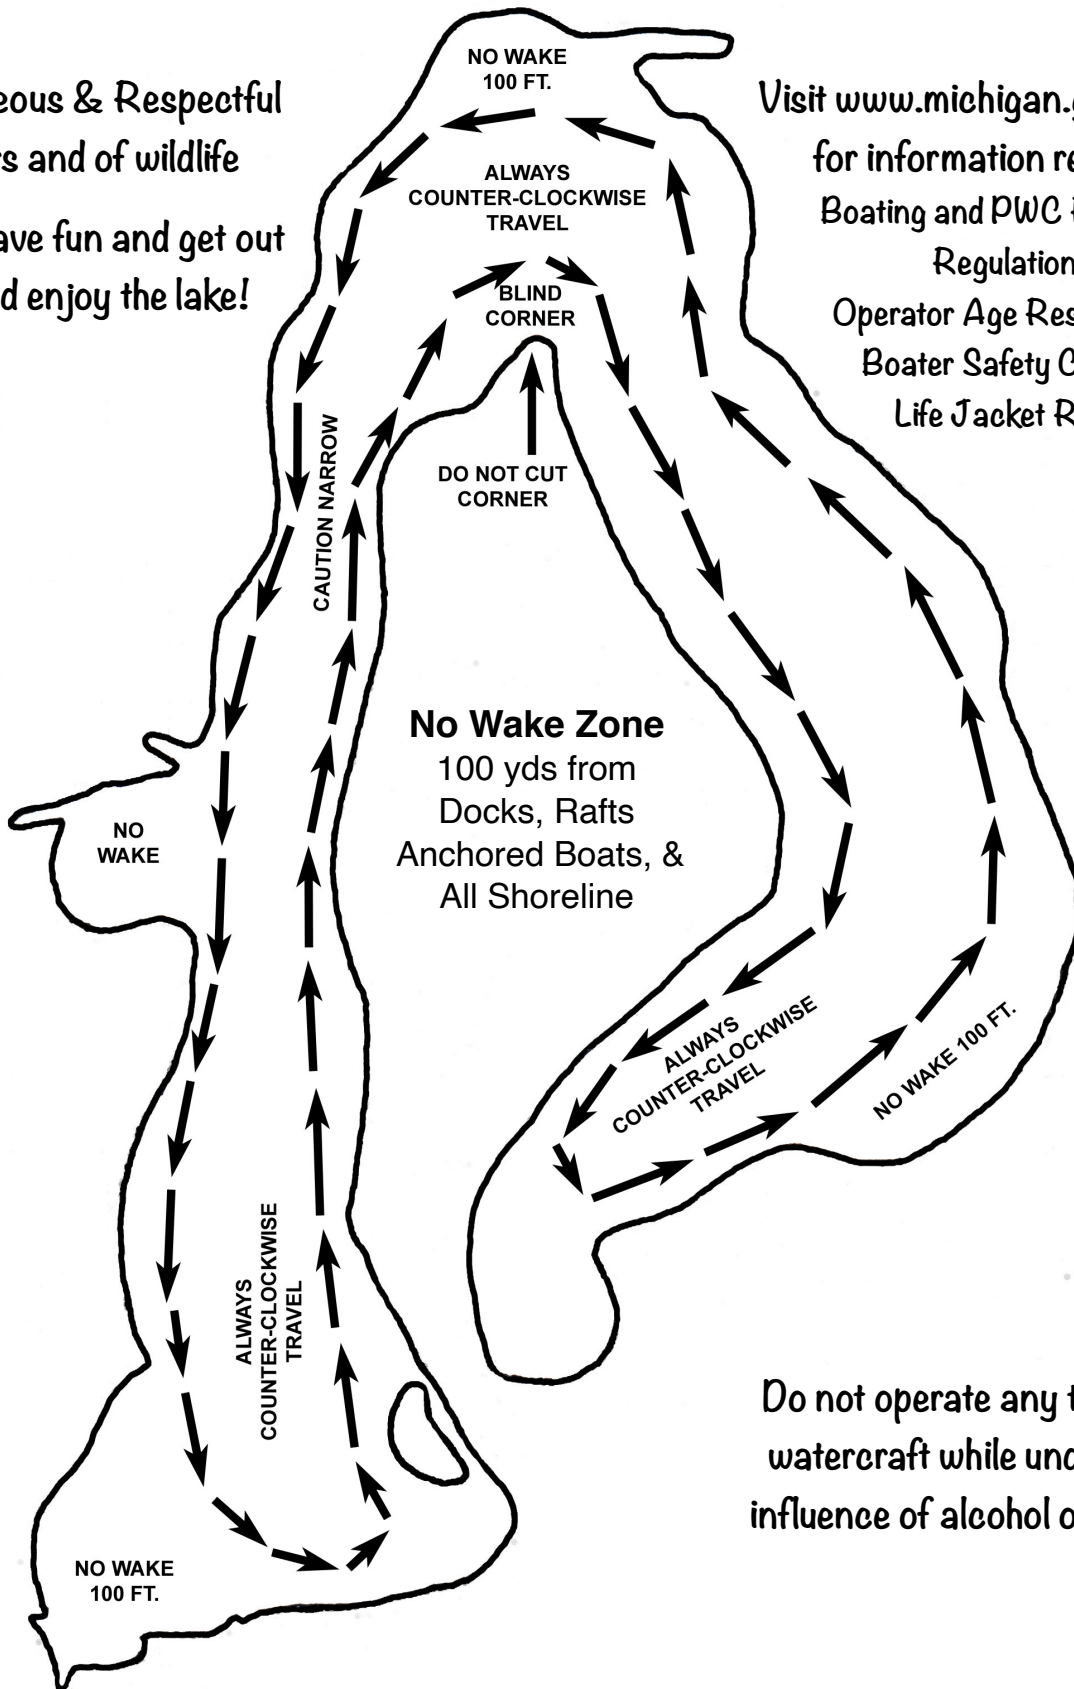 NO WAKE
100 FT.
eous & Respectful
s and of wildlife
ave fun and get out
d enjoy the lake!
Visit www.michigan.g
for information re
Boating and PWC
Regulation
Operator Age Res
Boater Safety C
Life Jacket R
ALWAYS
COUNTER-CLOCKWISE
TRAVEL
BLIND
CORNER
DO NOT CUT
CORNER
CAUTION NARROW
No Wake Zone
100 yds from
Docks, Rafts
Anchored Boats, &
All Shoreline
NO
WAKE
ALWAYS
COUNTER-CLOCKWISE
TRAVEL
NO WAKE 100 FT.
ALWAYS
COUNTER-CLOCKWISE
TRAVEL
Do not operate any t
watercraft while und
influence of alcohol o
NO WAKE
100 FT.